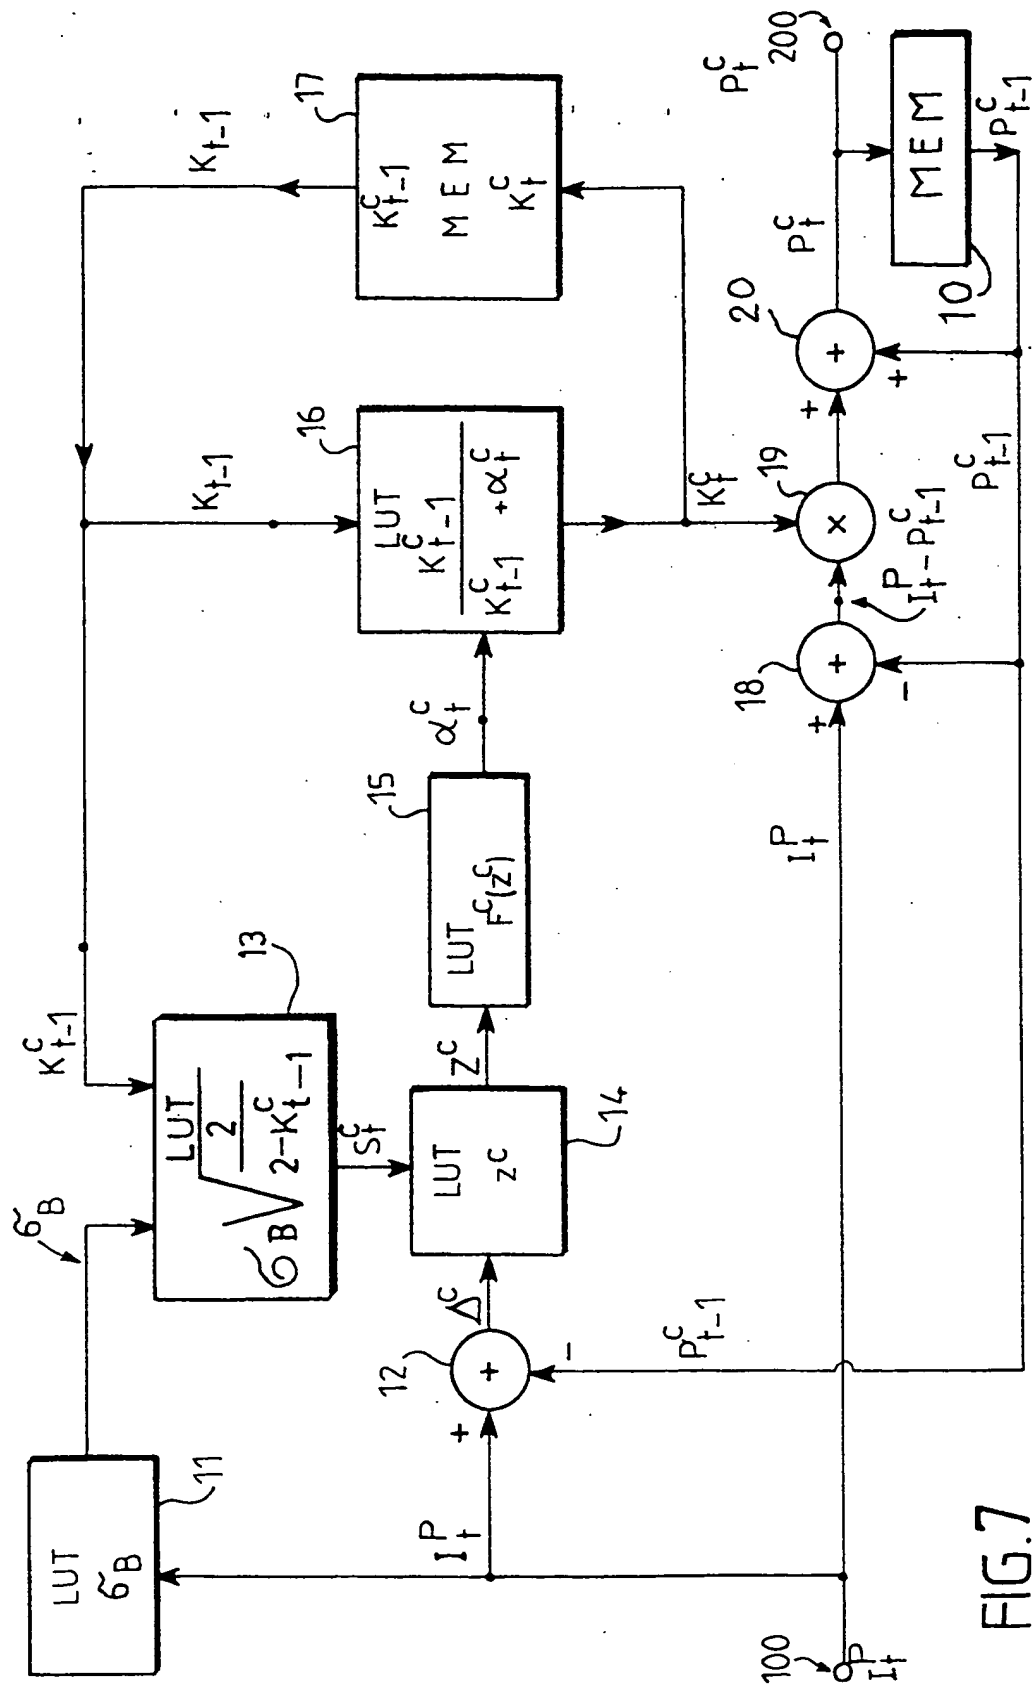 LUT
σ_B
11
σ_B
K^C_{t-1}
LUT
σ_B √(2 / (2-K^C_{t-1}))
13
S^C_t
I^P_t
+
12
+
-
Δ^C
LUT
z^C
14
Z^C
LUT
F^C(z^C)
15
α^C_t
K_{t-1}
LUT
K^C_{t-1}
K^C_{t-1} +α^C_t
16
K_{t-1}
K^C_{t-1}
MEM
K^C_t
17
K^C_t
P^C_{t-1}
100
I^P_t
I^P_t
+
18
+
-
I^P_t-P^C_{t-1}
×
19
+
20
+
+
P^C_{t-1}
P^C_t
P^C_t
200
MEM
10
P^C_{t-1}
FIG.7